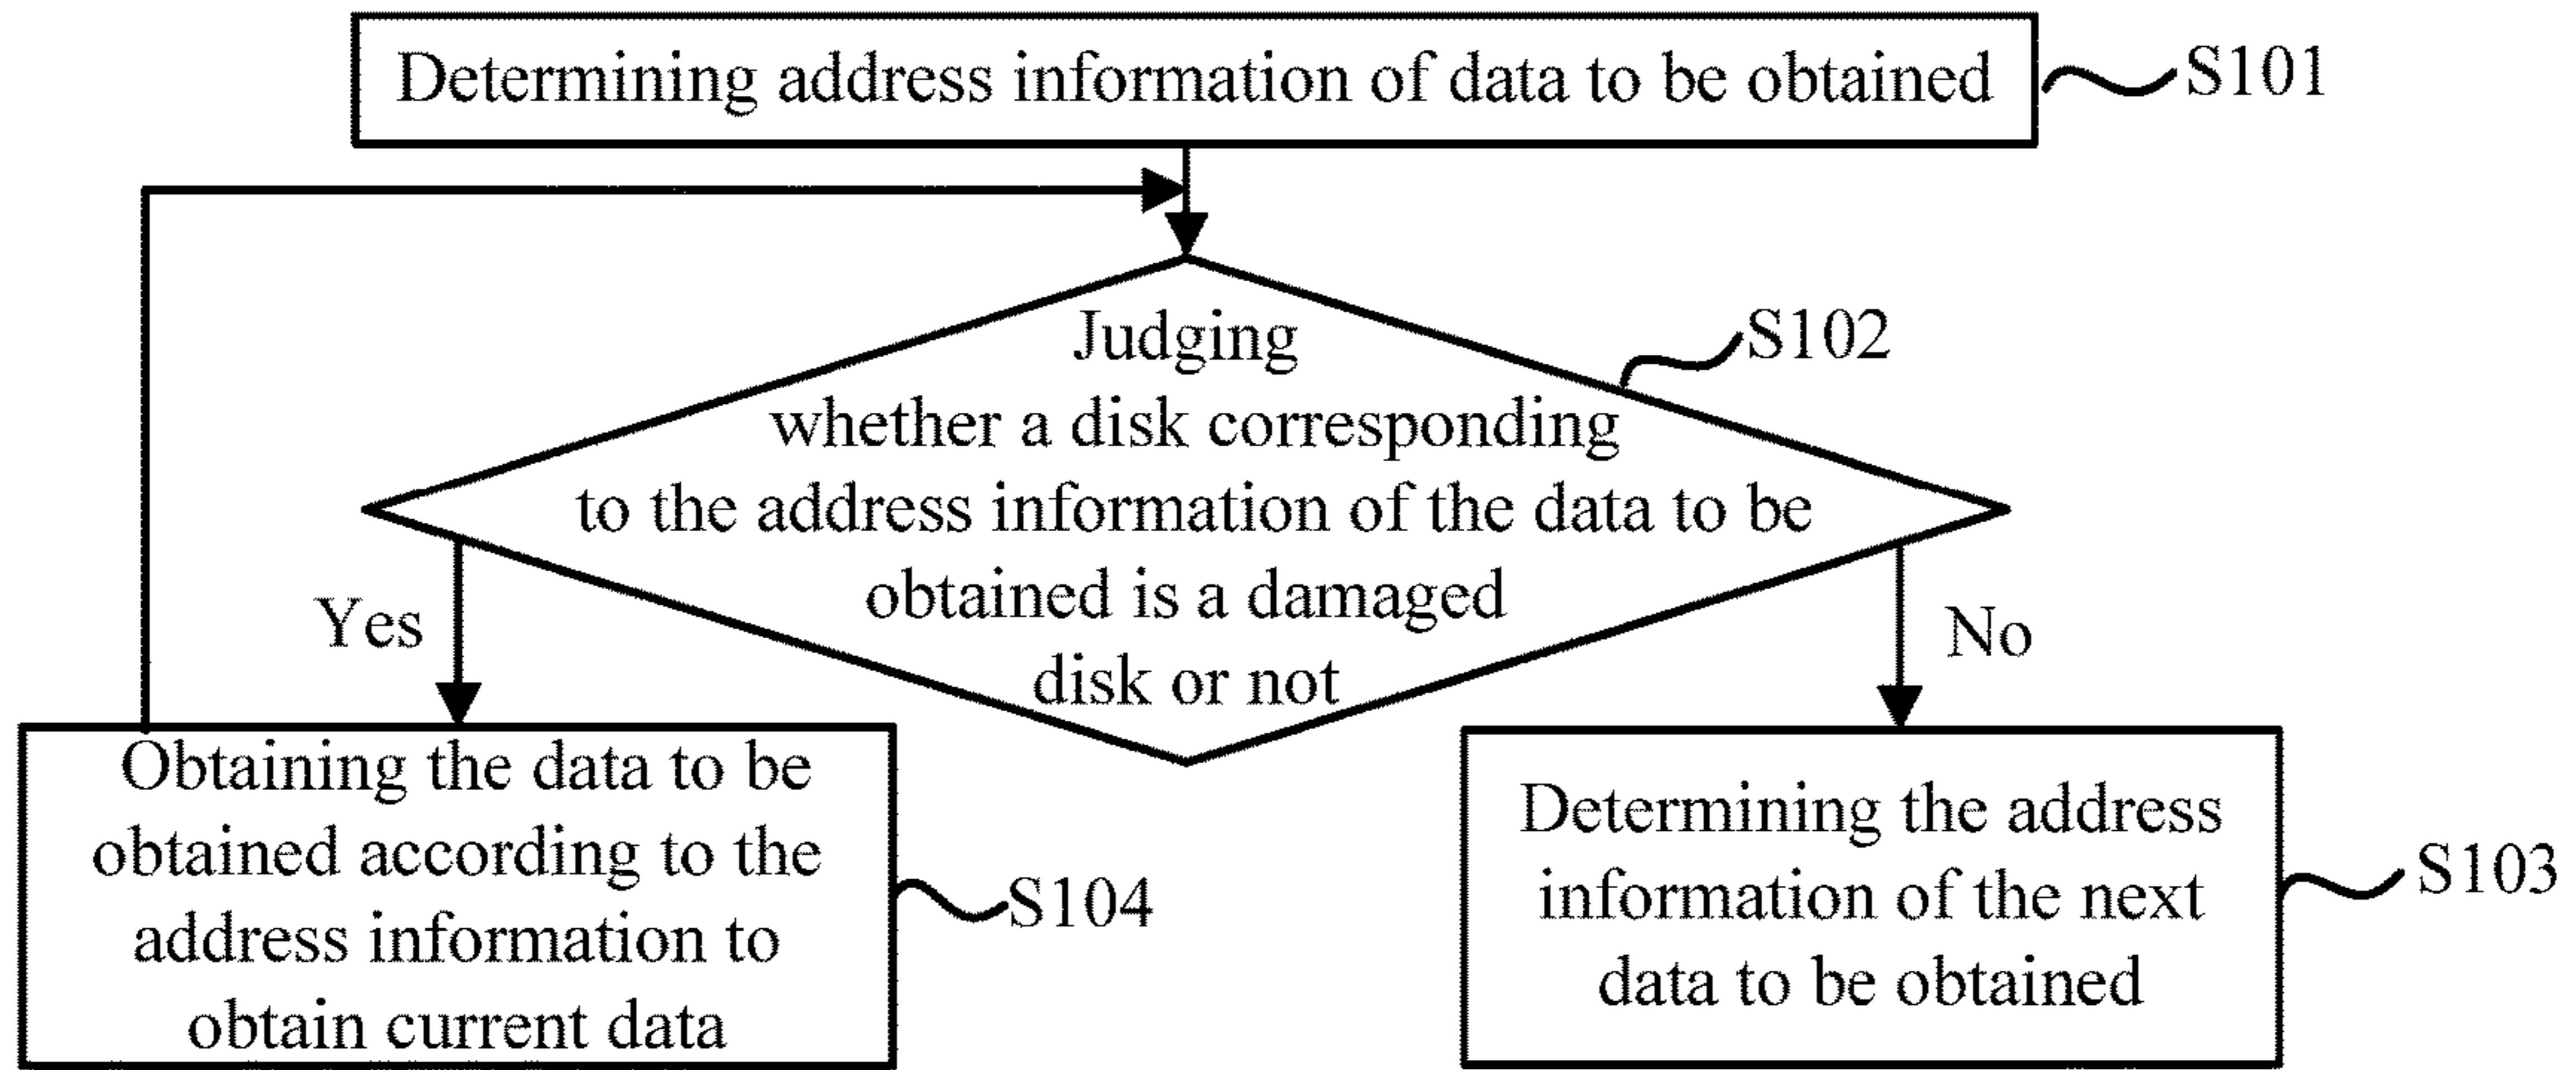 Determining address information of data to be obtained
S101
Judging
whether a disk corresponding
to the address information of the data to be
obtained is a damaged
disk or not
S102
Yes
No
Obtaining the data to be
obtained according to the
address information to
obtain current data
S104
Determining the address
information of the next
data to be obtained
S103